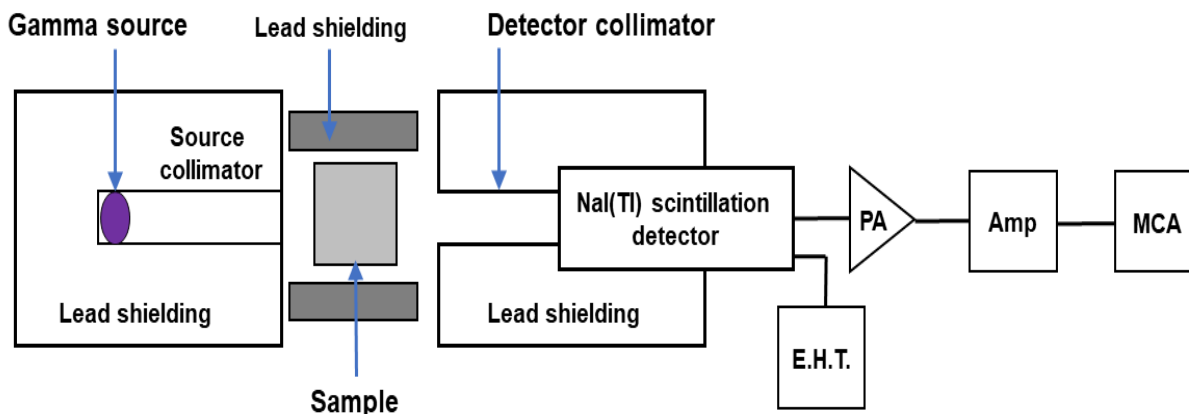 Gamma source
Lead shielding
Detector collimator
Source
collimator
NaI(Tl) scintillation
detector
PA
Amp
MCA
Lead shielding
Lead shielding
E.H.T.
Sample